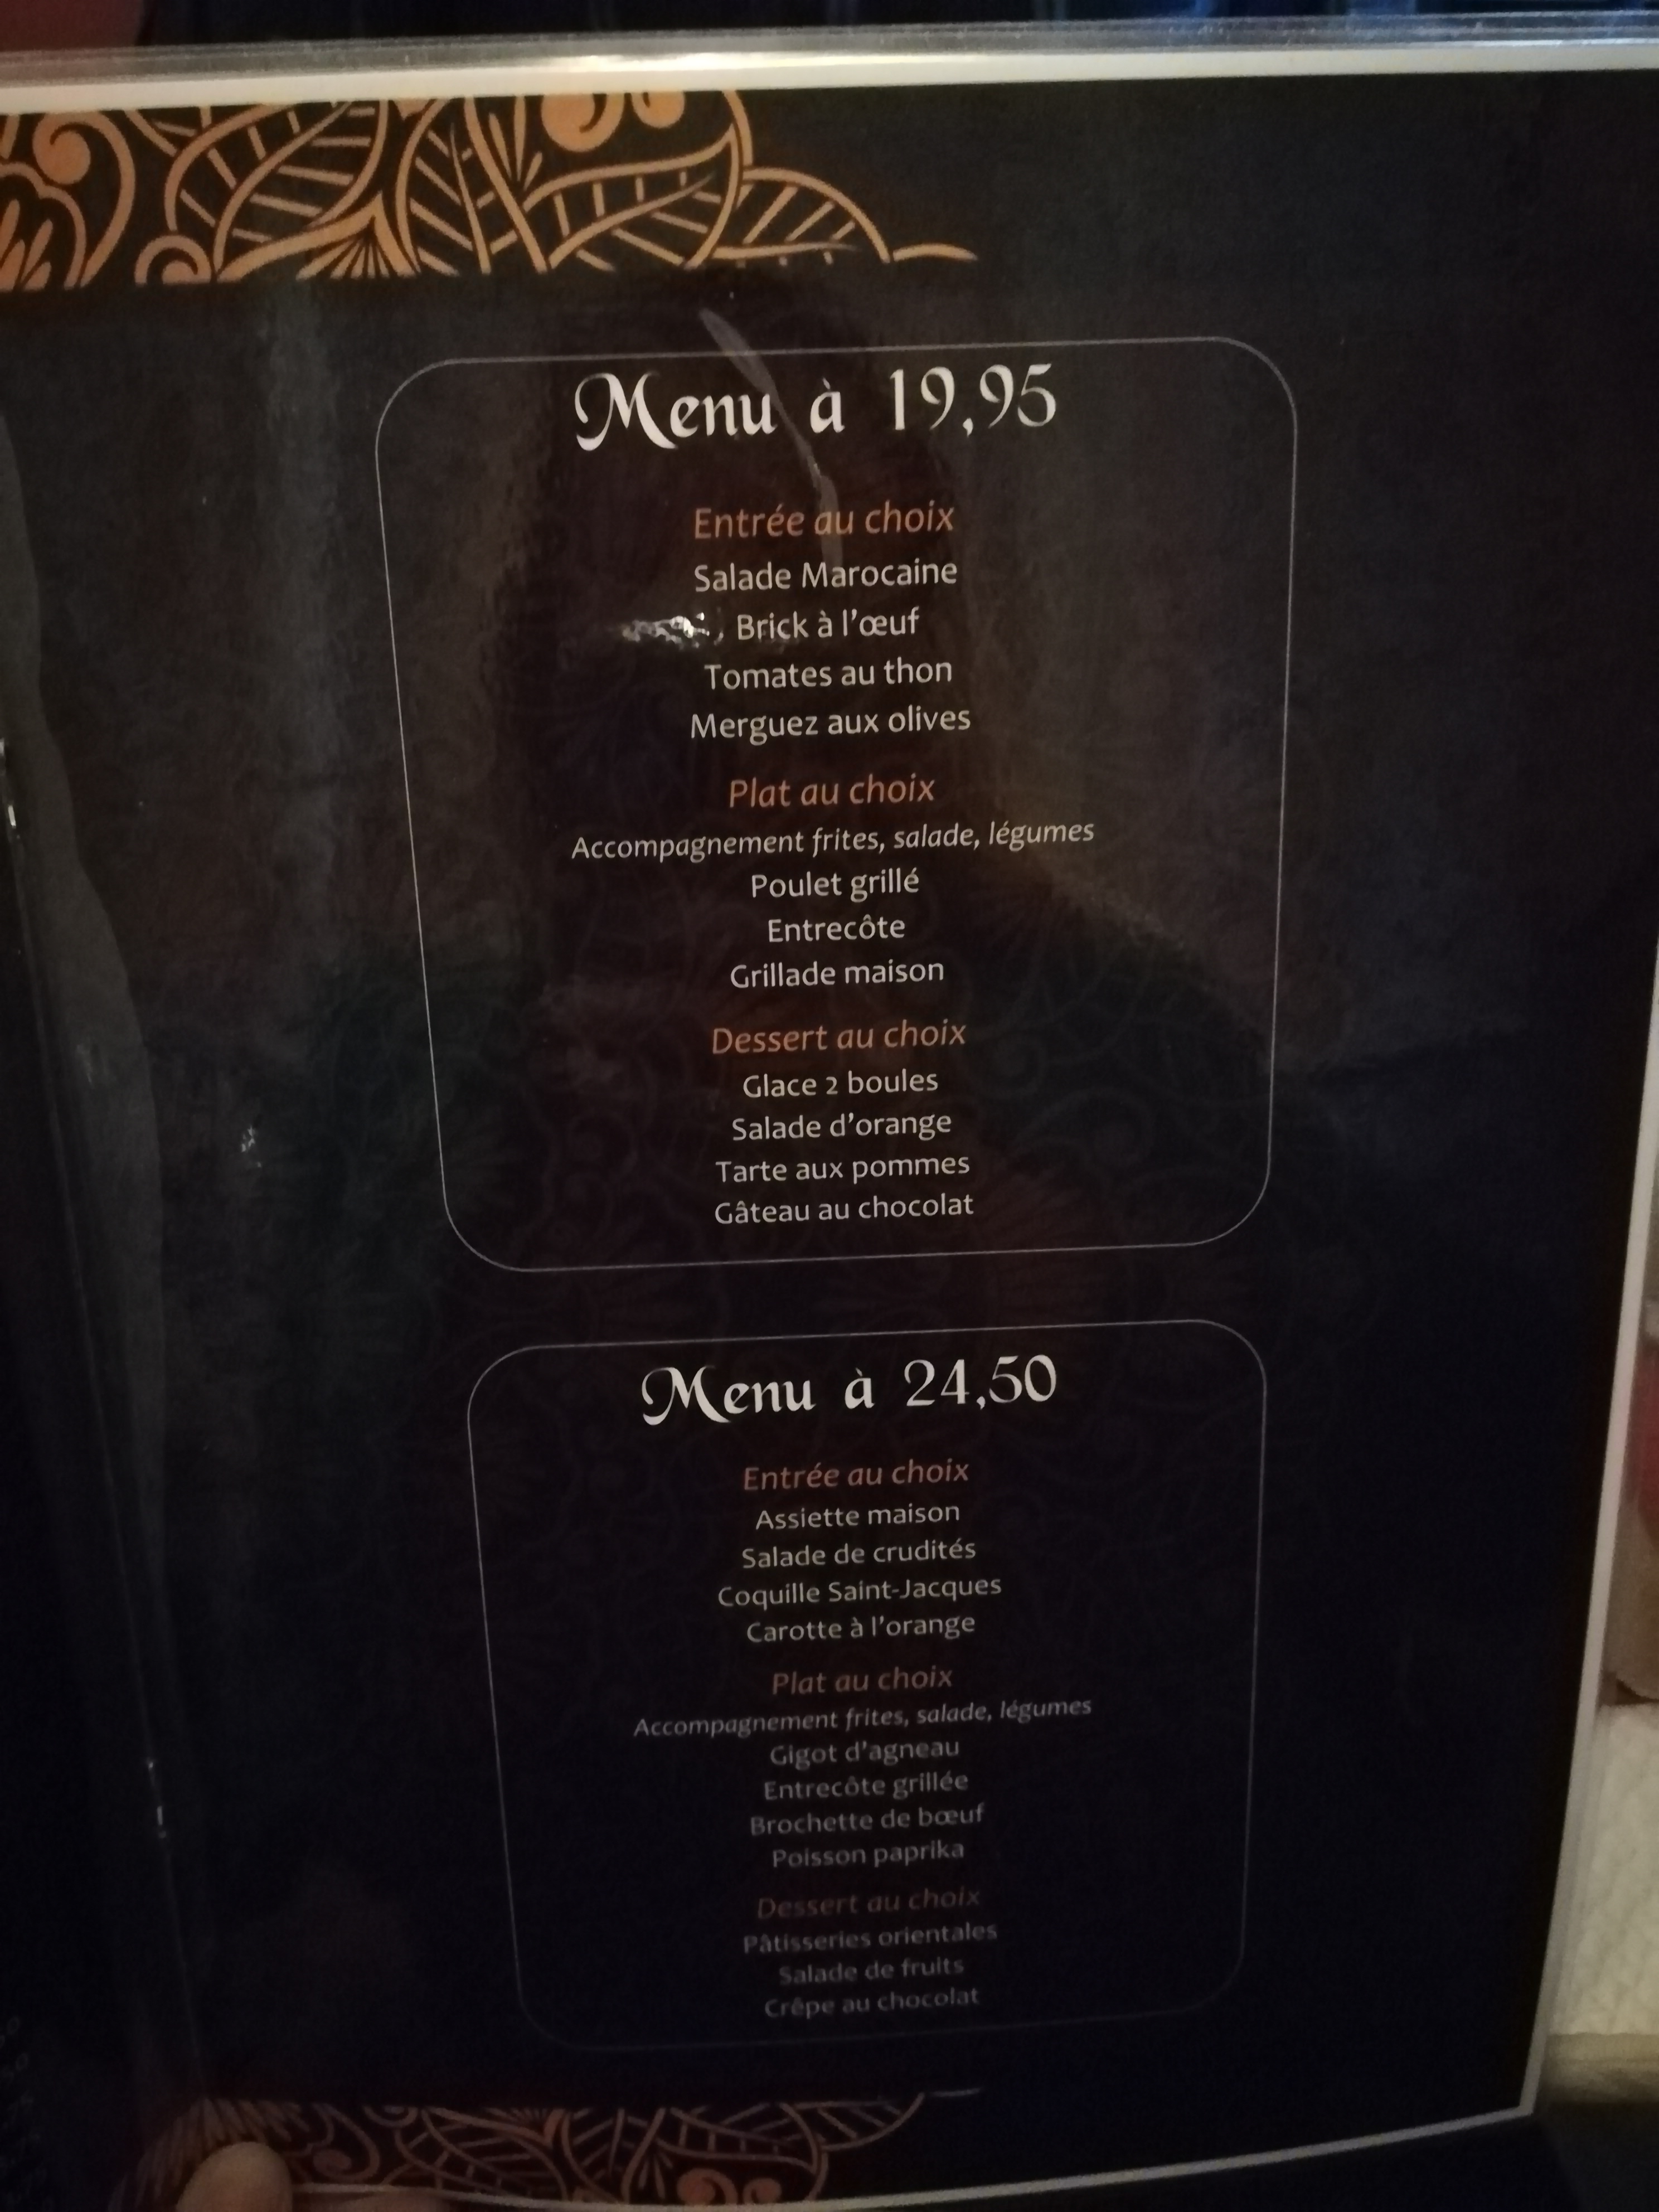 Menu à 19,95
Entrée au choix
Salade Marocaine
Brick à l'œuf
Tomates au thon
Merguez aux olives
Plat au choix
Accompagnement frites, salade, légumes
Poulet grillé
Entrecôte
Grillade maison
Dessert au choix
Glace 2 boules
Salade d'orange
Tarte aux pommes
Gâteau au chocolat
Menu à 24,50
Entrée au choix
Assiette maison
Salade de crudités
Coquille Saint-Jacques
Carotte à l'orange
Plat au choix
Accompagnement frites, salade, légumes
Gigot d'agneau
Entrecôte grillée
Brochette de bœuf
Poisson paprika
Dessert au choix
Pâtisseries orientales
Salade de fruits
Crêpe au chocolat